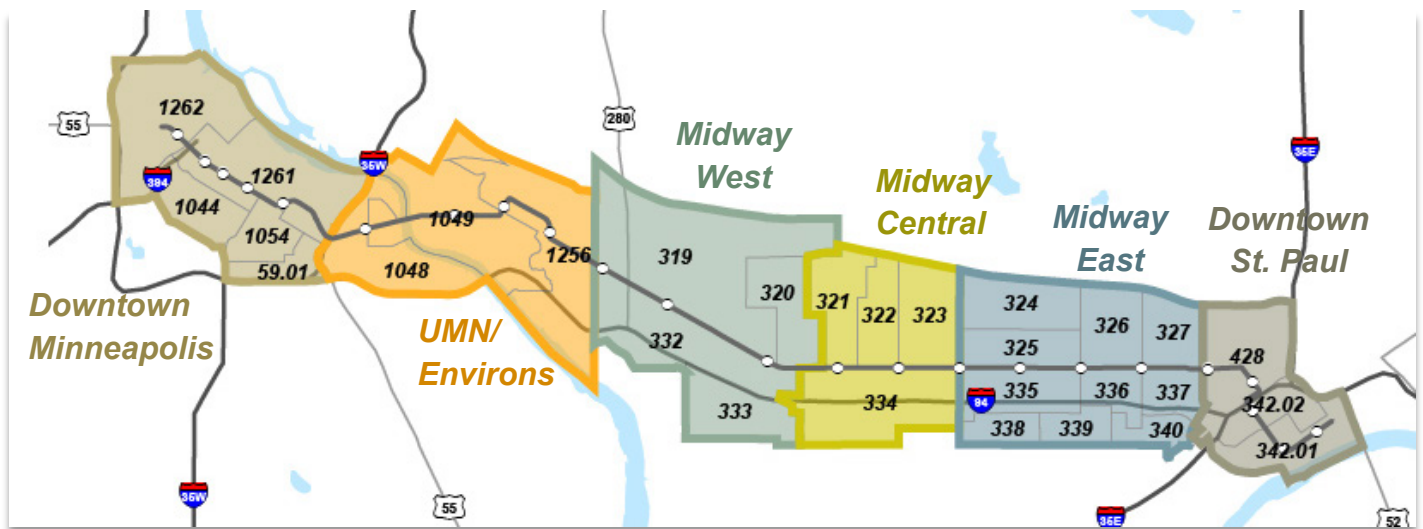 1262
55
280
Midway
West
35W
35E
394
1261
Midway
Central
1044
1049
Midway
East
Downtown
St. Paul
1054
1256
319
59.01
1048
320
321
322
323
324
326
327
Downtown
Minneapolis
UMN/
Environs
332
325
428
335
336
337
94
333
334
342.02
338
339
340
342.01
35W
55
35E
52